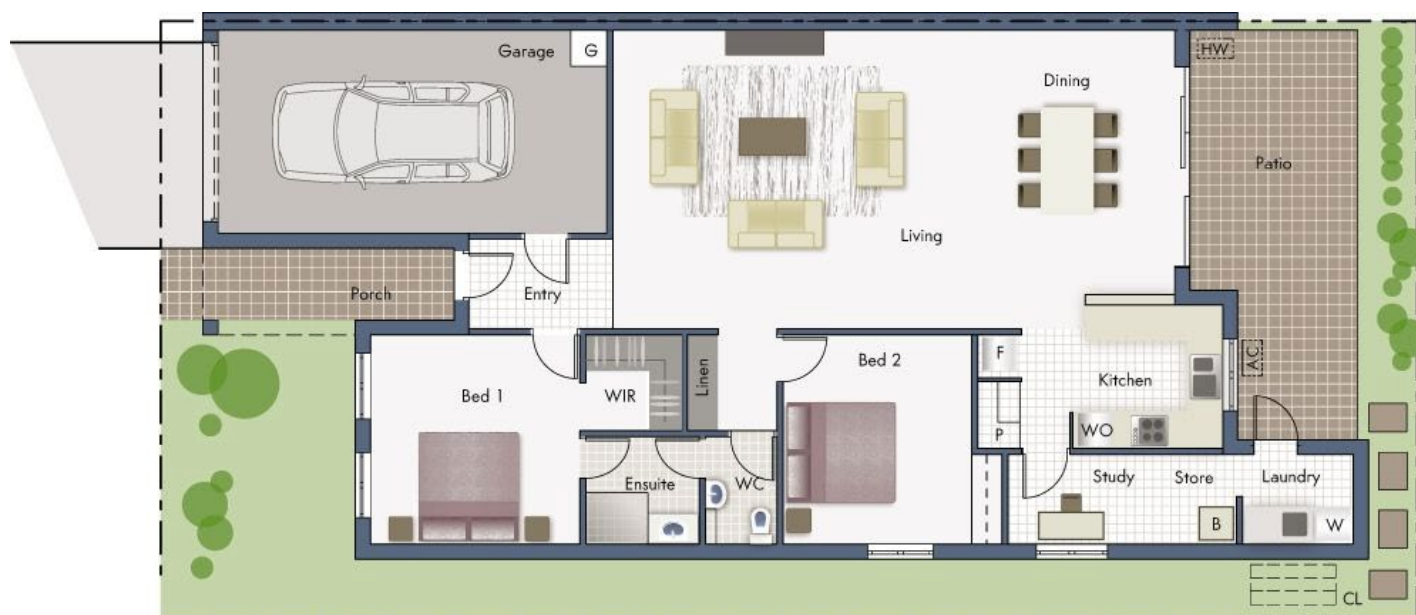 Garage
G
HW
Dining
Patio
Living
Porch
Entry
Bed 1
WIR
Linen
Bed 2
F
Kitchen
AC
P
WO
Ensuite
WC
Study
Store
Laundry
B
W
CL